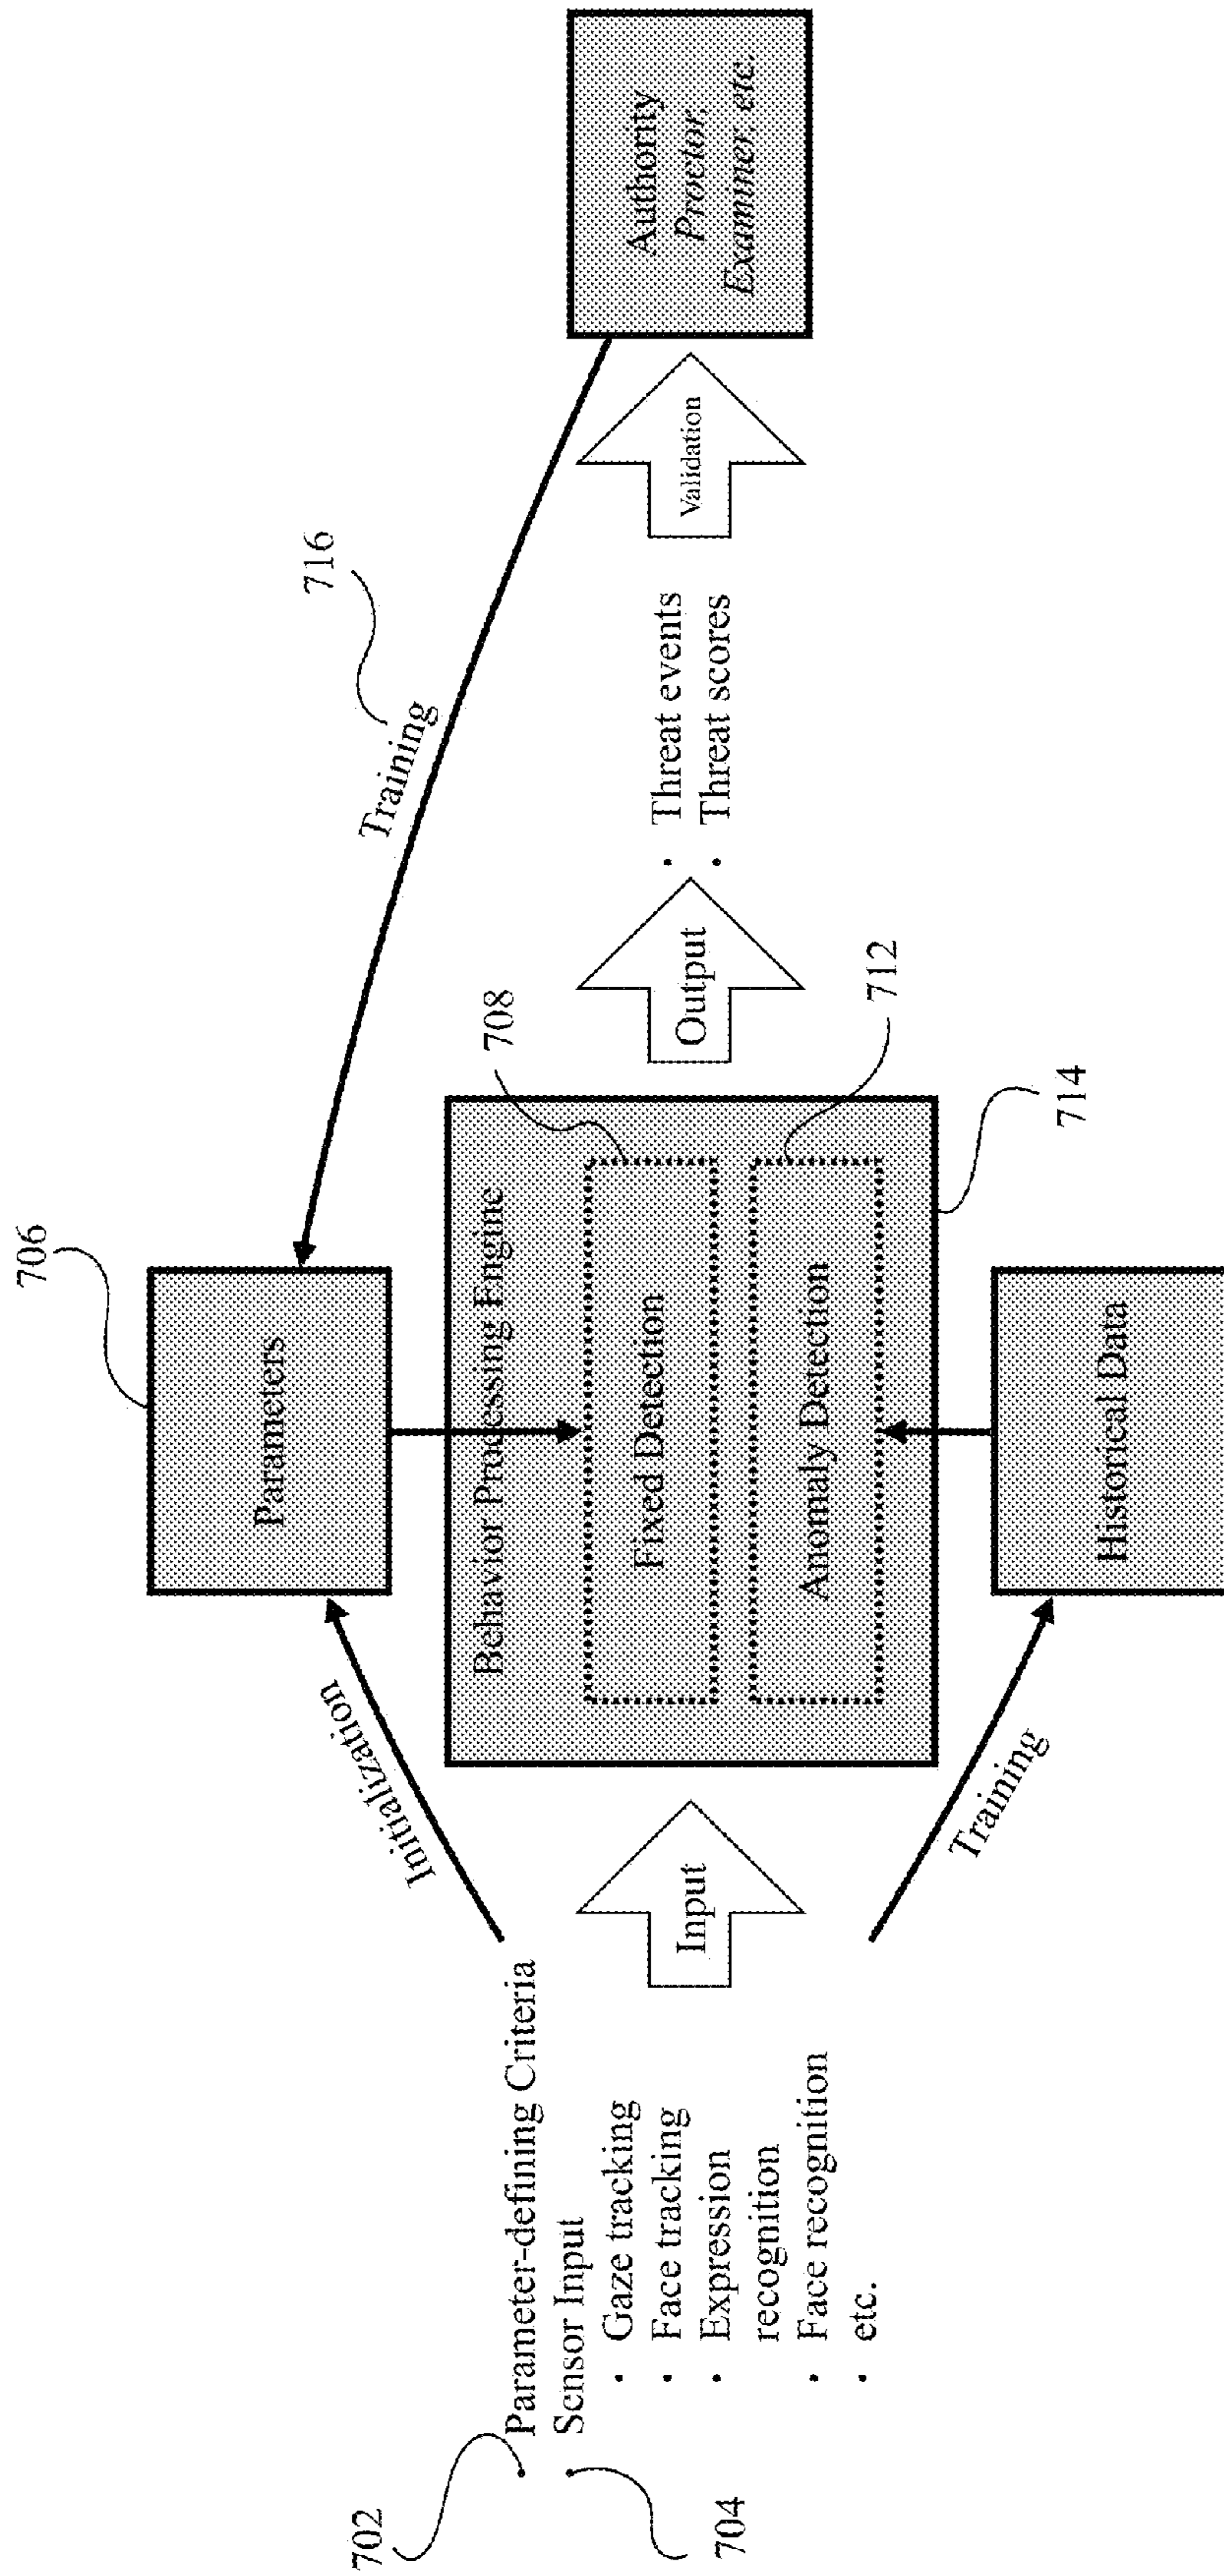 702
• Parameter-defining Criteria
• Sensor Input
704
• Gaze tracking
• Face tracking
• Expression
recognition
• Face recognition
• etc.
Initialization
Input
Training
706
Parameters
Behavior Processing Engine
Fixed Detection
708
Anomaly Detection
712
714
Historical Data
Output
• Threat events
• Threat scores
Training
716
Validation
Authority
Proctor,
Examiner, etc.